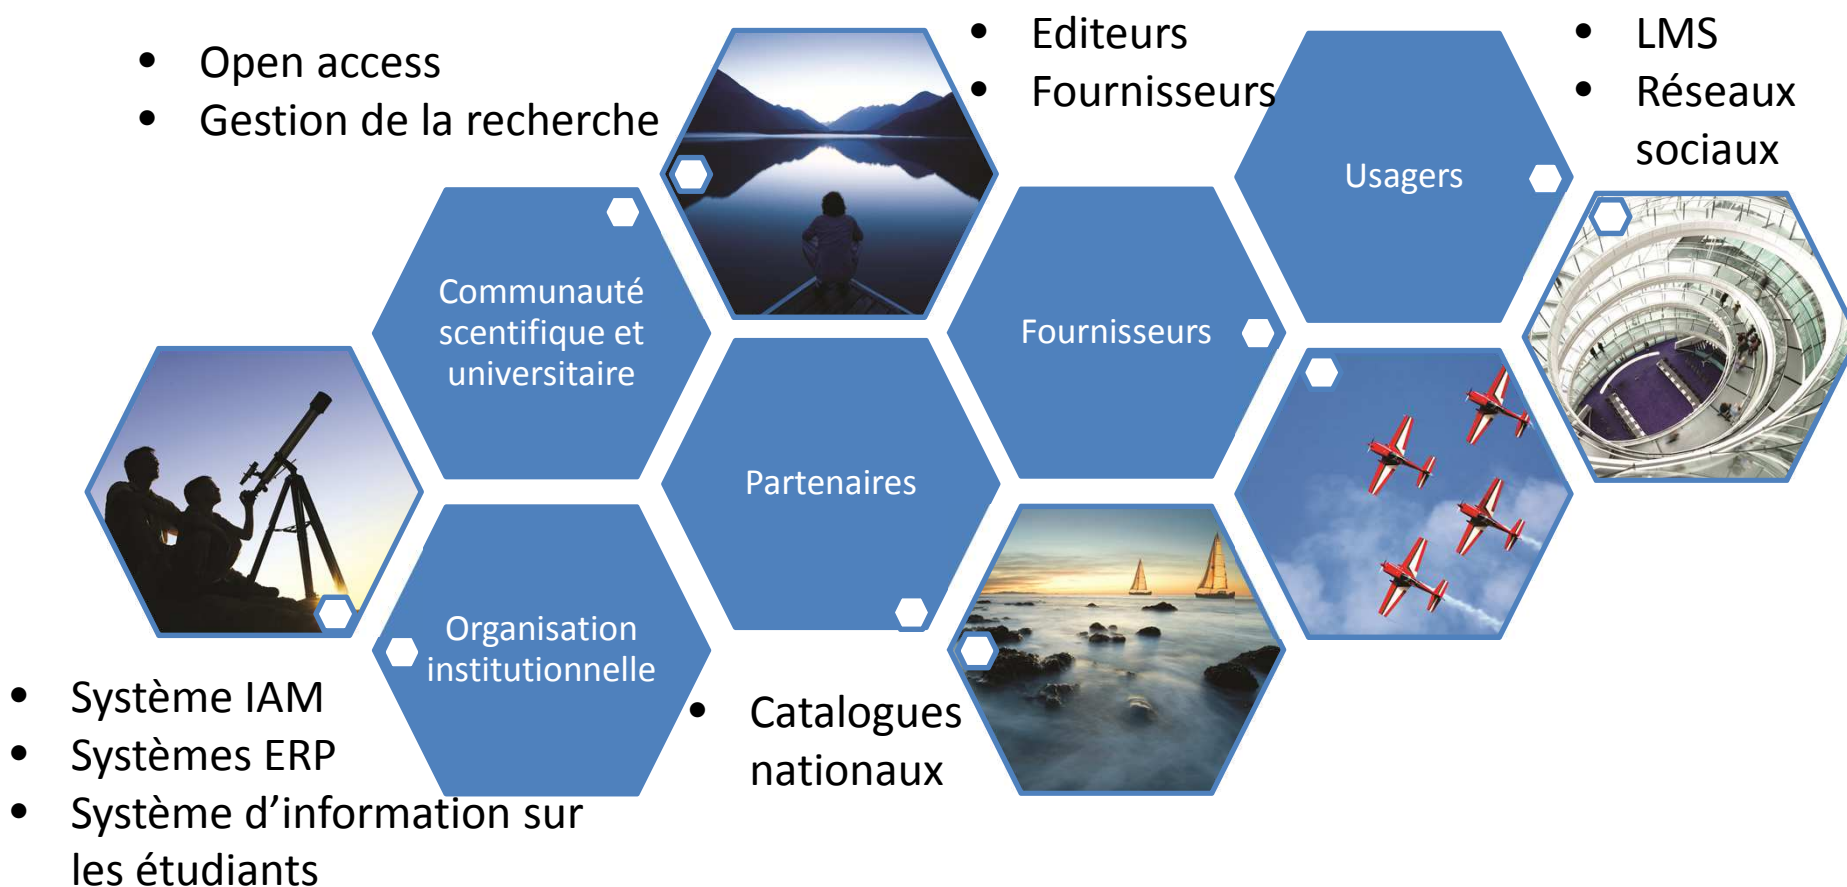 • Open access
• Gestion de la recherche
• Editeurs
• Fournisseurs
• LMS
• Réseaux
sociaux
Usagers
Communauté
scentifique et
universitaire
Fournisseurs
Partenaires
Organisation
institutionnelle
• Système IAM
• Systèmes ERP
• Système d’information sur
les étudiants
• Catalogues
nationaux